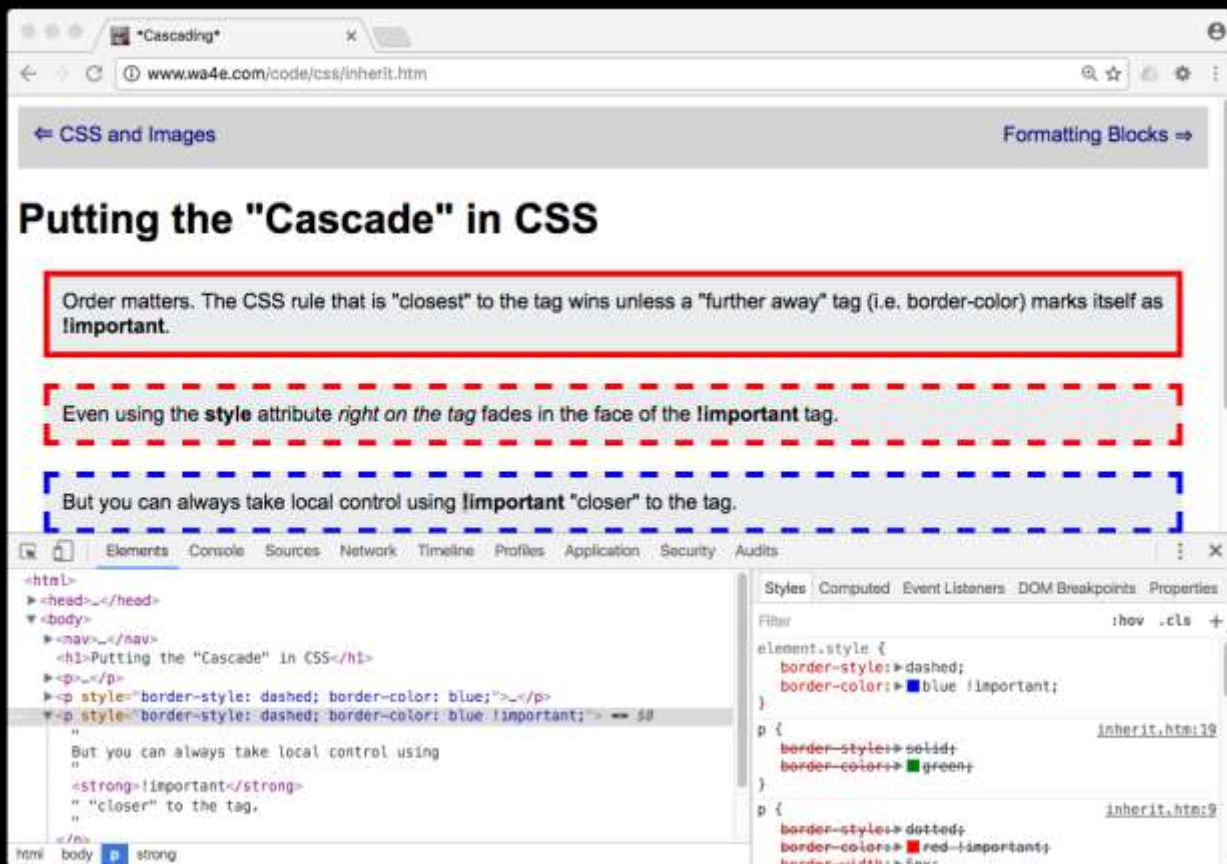 *Cascading*
www.wa4e.com/code/css/inherit.htm
⇐ CSS and Images
Formatting Blocks ⇒
Putting the "Cascade" in CSS
Order matters. The CSS rule that is "closest" to the tag wins unless a "further away" tag (i.e. border-color) marks itself as
!important.
Even using the style attribute right on the tag fades in the face of the !important tag.
But you can always take local control using !important "closer" to the tag.
Elements Console Sources Network Timeline Profiles Application Security Audits
<html>
<head>…</head>
<body>
<nav>…</nav>
<h1>Putting the "Cascade" in CSS</h1>
<p>…</p>
<p style="border-style: dashed; border-color: blue;">…</p>
<p style="border-style: dashed; border-color: blue !important;"> == $0
"
But you can always take local control using
"
<strong>!important</strong>
" "closer" to the tag.
"
</p>
html body p strong
Styles Computed Event Listeners DOM Breakpoints Properties
Filter :hov .cls +
element.style {
border-style: dashed;
border-color: blue !important;
}
p { inherit.htm:19
border-style: solid;
border-color: green;
}
p { inherit.htm:9
border-style: dotted;
border-color: red !important;
border-width: 5px;